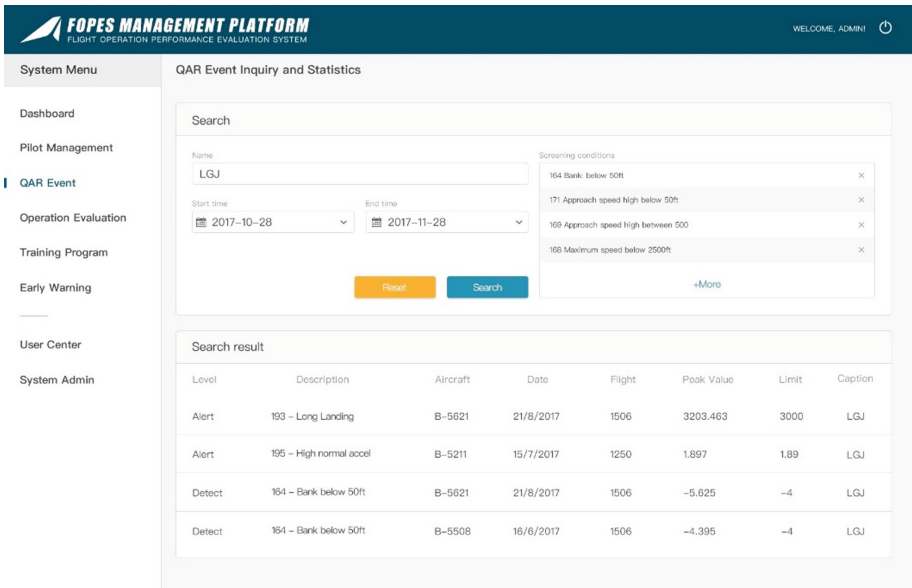 FOPES MANAGEMENT PLATFORM
FLIGHT OPERATION PERFORMANCE EVALUATION SYSTEM
WELCOME, ADMIN!
System Menu
Dashboard
Pilot Management
QAR Event
Operation Evaluation
Training Program
Early Warning
User Center
System Admin
QAR Event Inquiry and Statistics
Search
Name
LGJ
Start time End time
2017-10-28 2017-11-28
Reset Search
Screening conditions
164 Bank: below 50ft ×
171 Approach speed high below 50ft ×
169 Approach speed high between 500 ×
168 Maximum speed below 2500ft ×
+More
Search result
Level Description Aircraft Date Flight Peak Value Limit Caption
Alert 193 – Long Landing B–5621 21/8/2017 1506 3203.463 3000 LGJ
Alert 195 – High normal accel B–5211 15/7/2017 1250 1.897 1.89 LGJ
Detect 164 – Bank below 50ft B–5621 21/8/2017 1506 –5.625 –4 LGJ
Detect 164 – Bank below 50ft B–5508 16/6/2017 1506 –4.395 –4 LGJ